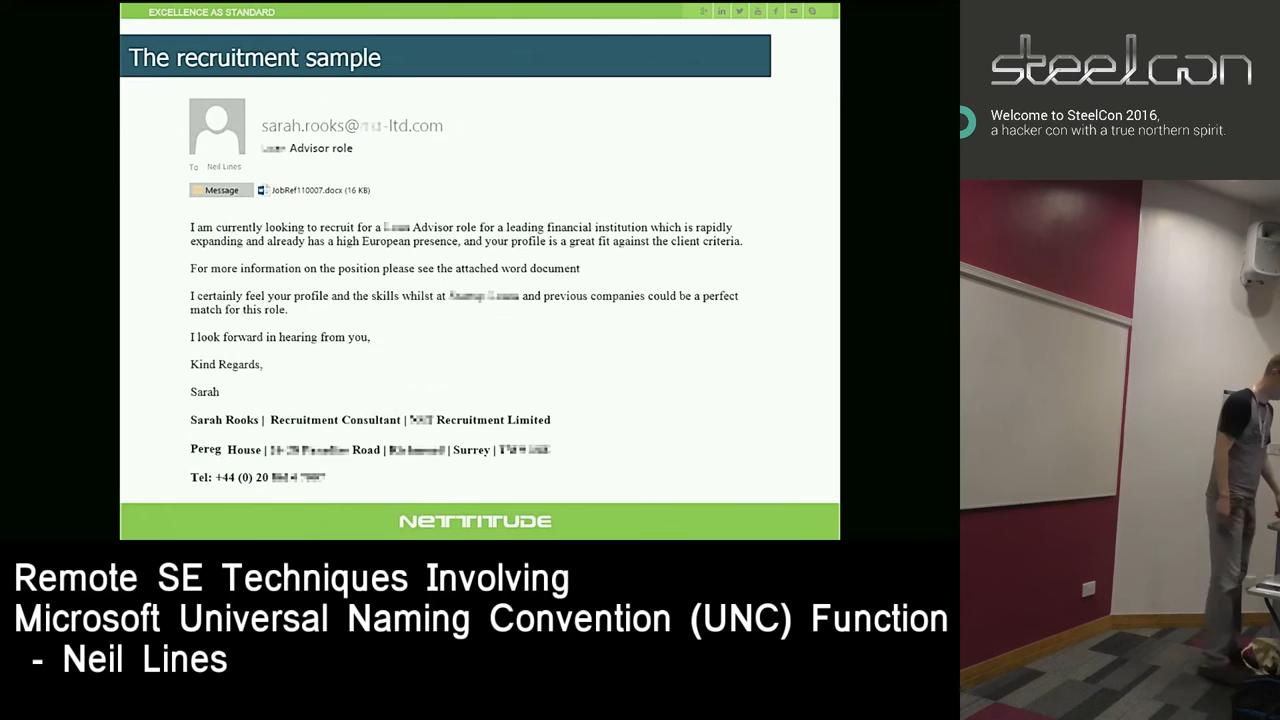 EXCELLENCE AS STANDARD
The recruitment sample
sarah.rooks@ -ltd.com
Advisor role
To Neil Lines
Message JobRef110007.docx (16 KB)
I am currently looking to recruit for a Advisor role for a leading financial institution which is rapidly
expanding and already has a high European presence, and your profile is a great fit against the client criteria.
For more information on the position please see the attached word document
I certainly feel your profile and the skills whilst at and previous companies could be a perfect
match for this role.
I look forward in hearing from you,
Kind Regards,
Sarah
Sarah Rooks | Recruitment Consultant | Recruitment Limited
Pereg House | Road | | Surrey |
Tel: +44 (0) 20
NETTITUDE
steelcon
Welcome to SteelCon 2016,
a hacker con with a true northern spirit.
Remote SE Techniques Involving
Microsoft Universal Naming Convention (UNC) Function
- Neil Lines